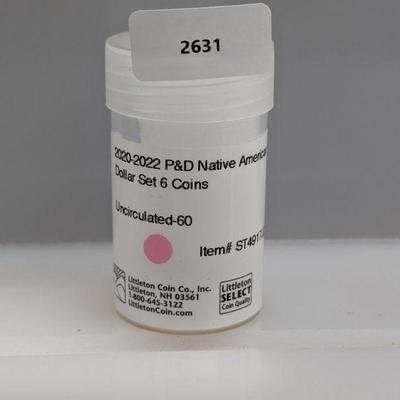 2631
2020-2022 P&D Native American
Dollar Set 6 Coins
Uncirculated-60
Item#
Littleton Coin Co., Inc.
Littleton, NH 03561
1-800-645-3122
LittletonCoin.com
Littleton
SELECT
Coin Quality